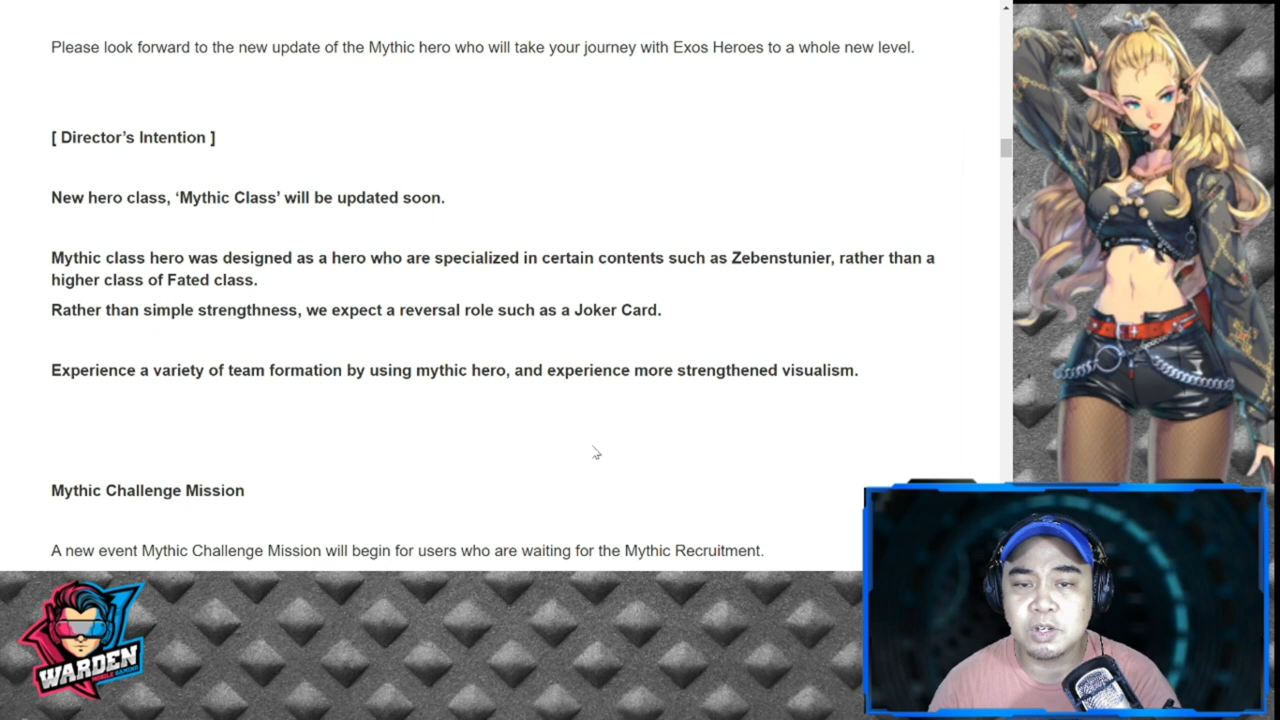 Please look forward to the new update of the Mythic hero who will take your journey with Exos Heroes to a whole new level.
[ Director's Intention ]
New hero class, ‘Mythic Class’ will be updated soon.
Mythic class hero was designed as a hero who are specialized in certain contents such as Zebenstunier, rather than a
higher class of Fated class.
Rather than simple strengthness, we expect a reversal role such as a Joker Card.
Experience a variety of team formation by using mythic hero, and experience more strengthened visualism.
Mythic Challenge Mission
A new event Mythic Challenge Mission will begin for users who are waiting for the Mythic Recruitment.
WARDEN
MOBILE GAMING